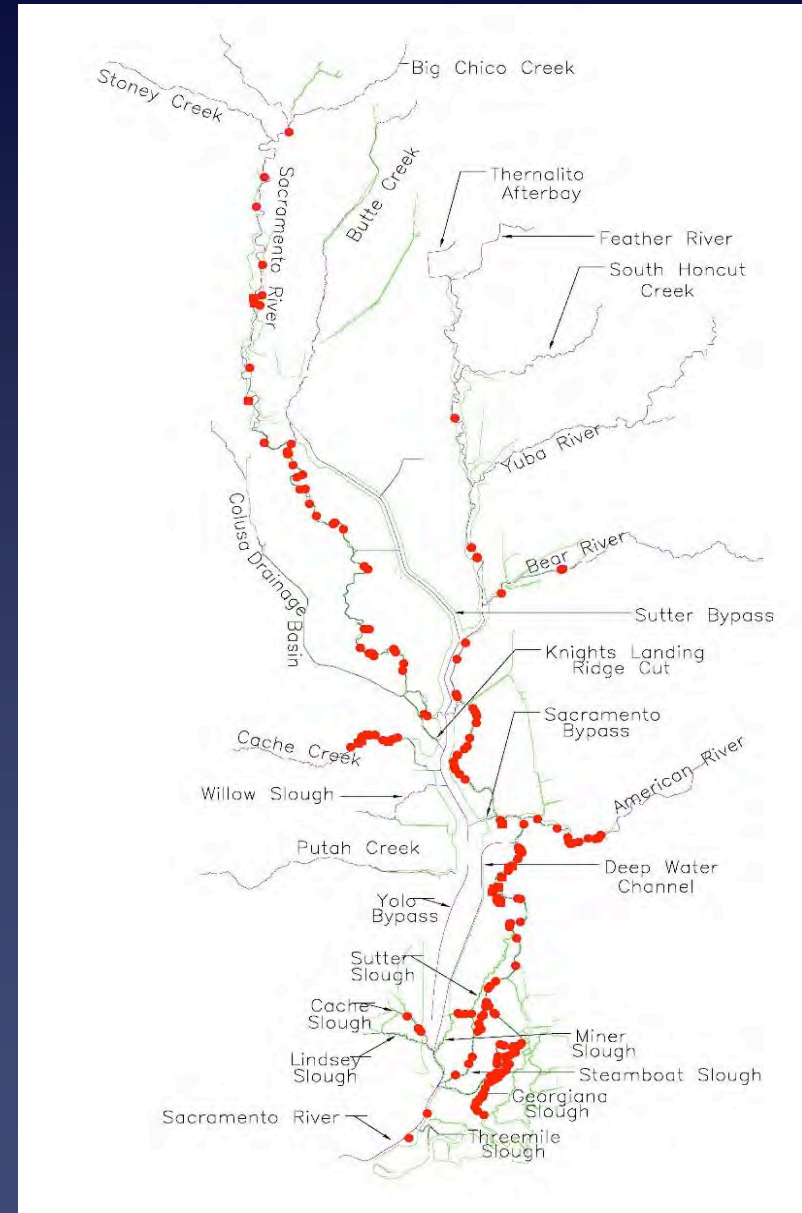 Big Chico Creek
Stoney Creek
Sacramento River
Butte Creek
Thernalito
Afterbay
Feather River
South Honcut
Creek
Yuba River
Colusa Drainage
Basin
Bear River
Sutter Bypass
Knights Landing
Ridge Cut
Sacramento
Bypass
Cache Creek
American River
Willow Slough
Putah Creek
Deep Water
Channel
Yolo
Bypass
Sutter
Slough
Cache
Slough
Miner
Slough
Lindsey
Slough
Steamboat Slough
Georgiana
Slough
Sacramento River
Threemile
Slough